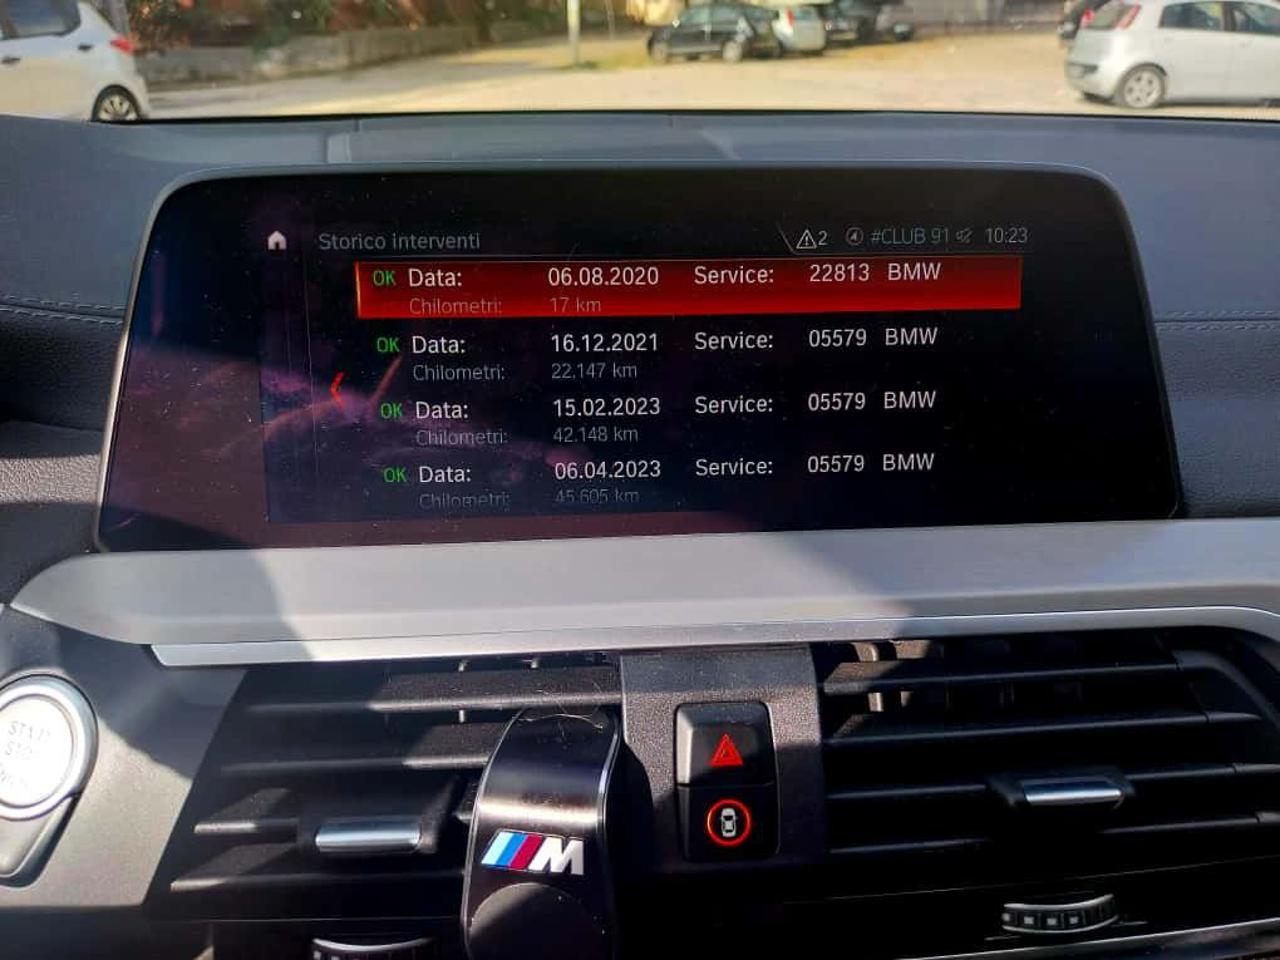 Storico interventi 2 #CLUB 91 10:23
OK Data: 06.08.2020 Service: 22813 BMW
Chilometri: 17 km
OK Data: 16.12.2021 Service: 05579 BMW
Chilometri: 22.147 km
OK Data: 15.02.2023 Service: 05579 BMW
Chilometri: 42.148 km
OK Data: 06.04.2023 Service: 05579 BMW
Chilometri: 45.605 km
START
STOP
M